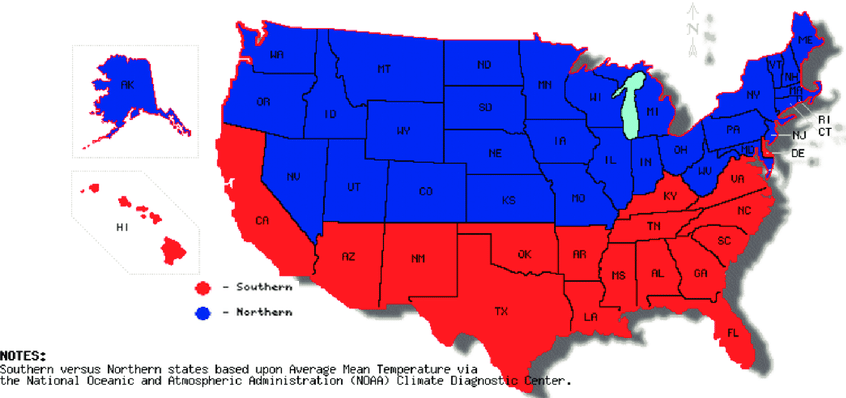 N
ME
WA
VT
NH
MT
ND
AK
MN
OR
WI
NY
MA
ID
SD
MI
RI
WY
CT
PA
NJ
IA
NE
OH
MD
DE
IL
IN
NV
UT
CO
WV
VA
KS
MO
KY
CA
NC
HI
TN
OK
SC
AZ
NM
AR
MS
AL
GA
- Southern
TX
LA
- Northern
FL
NOTES:
Southern versus Northern states based upon Average Mean Temperature via
the National Oceanic and Atmospheric Administration (NOAA) Climate Diagnostic Center.